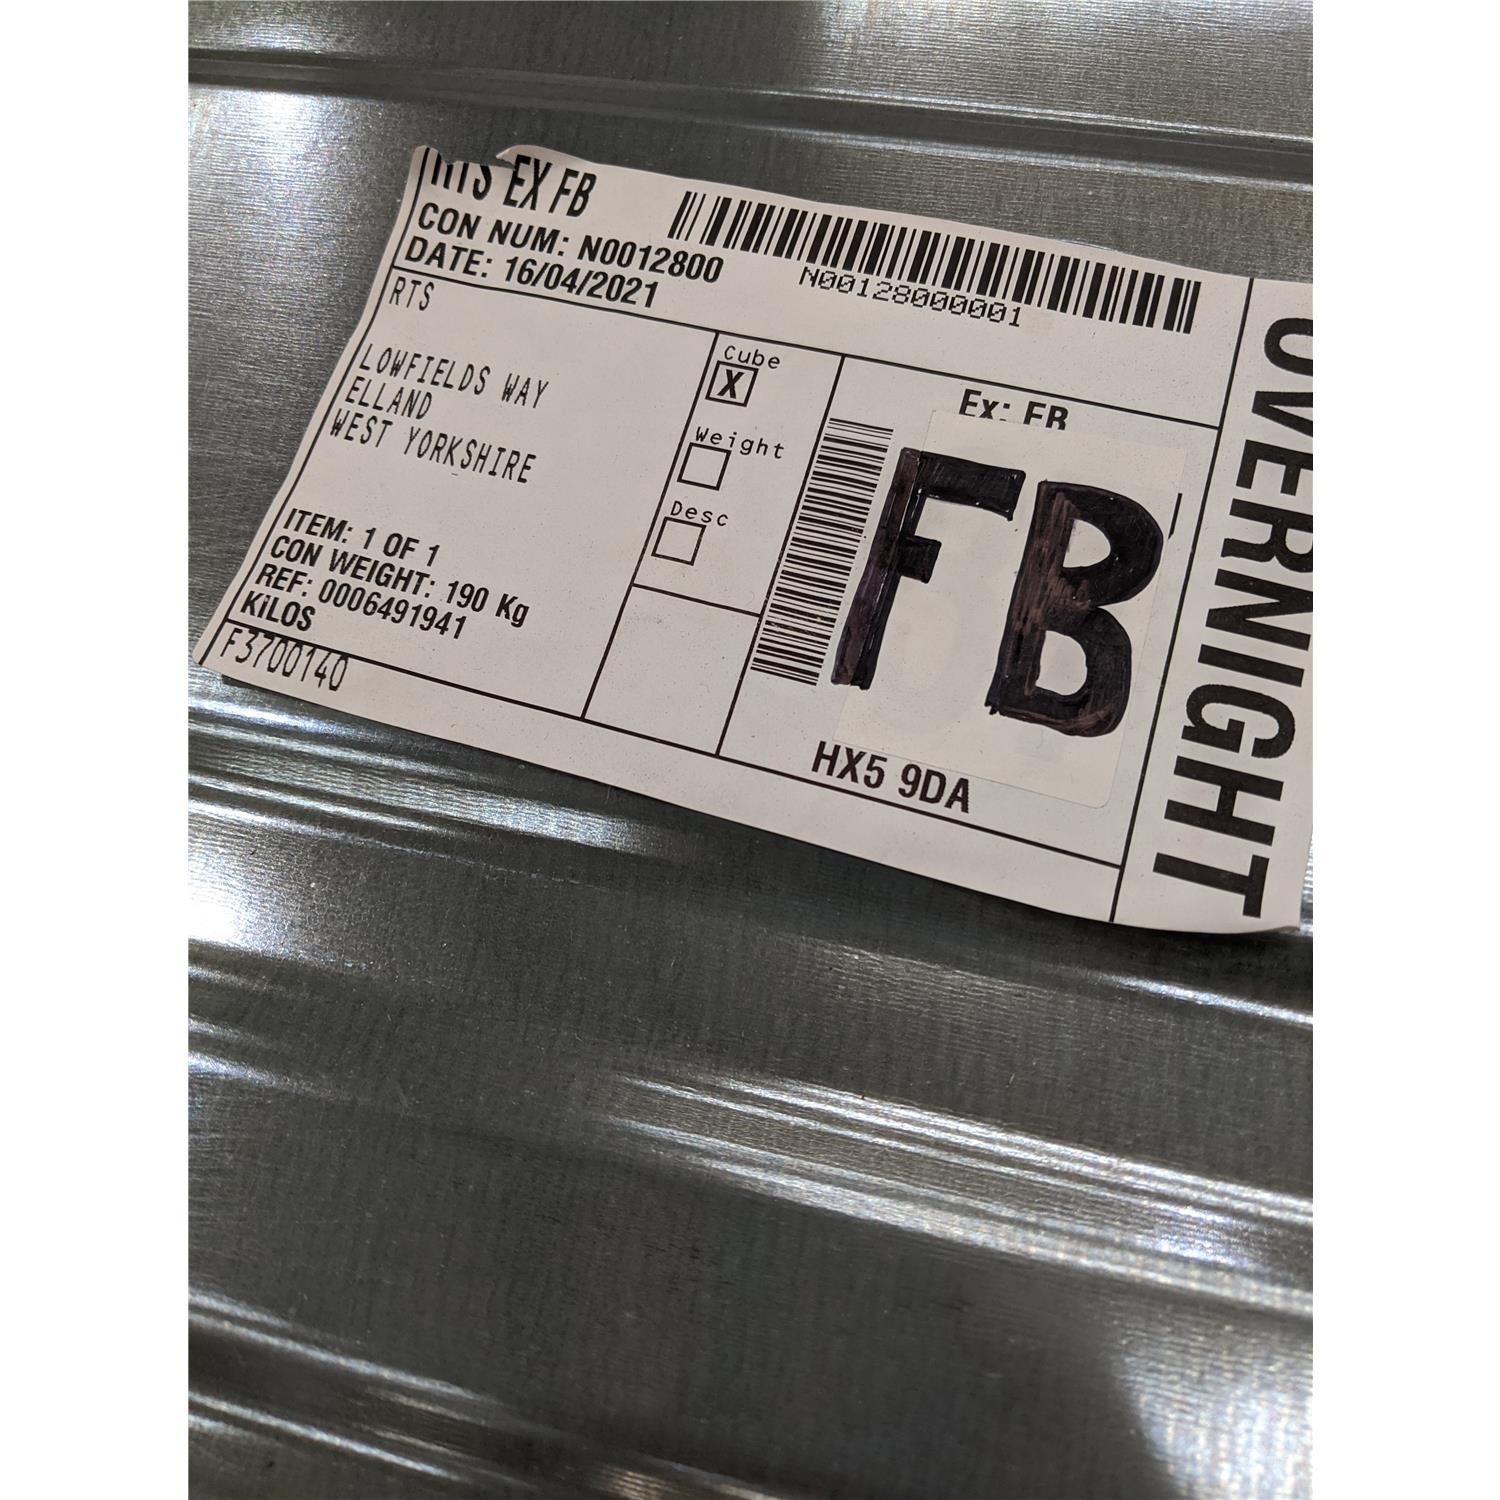 RTS EX FB
CON NUM: N0012800
DATE: 16/04/2021
N00128000001
RTS
LOWFIELDS WAY
ELLAND
WEST YORKSHIRE
ITEM: 1 OF 1
CON WEIGHT: 190 Kg
REF: 0006491941
KiLOS
F3700140
Cube
X
Weight
Desc
Ex: FB
FB
HX5 9DA
OVERNIGHT